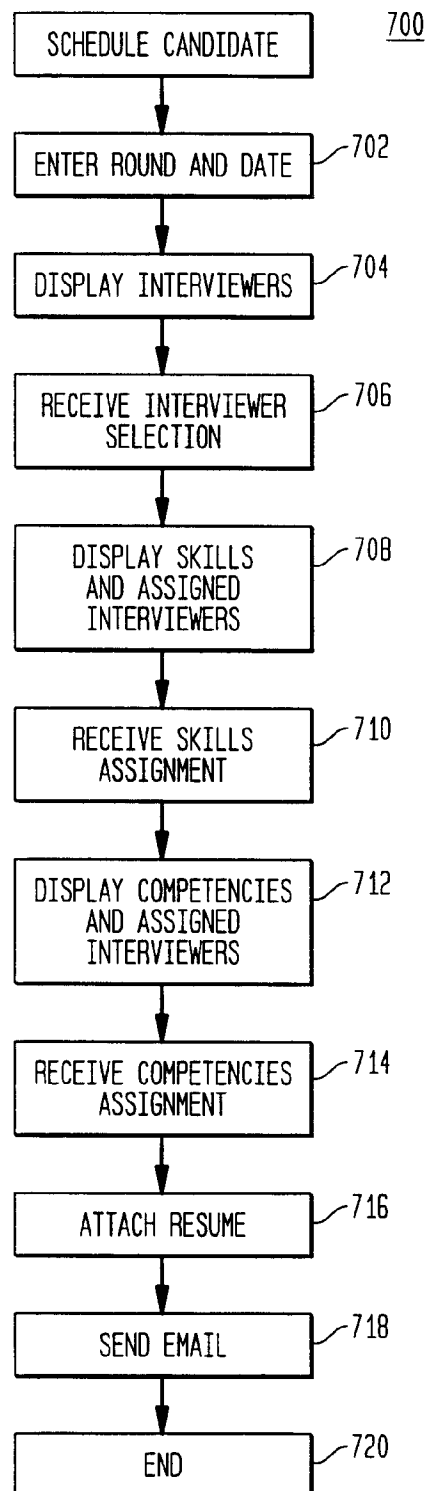 700
SCHEDULE CANDIDATE
ENTER ROUND AND DATE
702
DISPLAY INTERVIEWERS
704
RECEIVE INTERVIEWER
SELECTION
706
DISPLAY SKILLS
AND ASSIGNED
INTERVIEWERS
708
RECEIVE SKILLS
ASSIGNMENT
710
DISPLAY COMPETENCIES
AND ASSIGNED
INTERVIEWERS
712
RECEIVE COMPETENCIES
ASSIGNMENT
714
ATTACH RESUME
716
SEND EMAIL
718
END
720